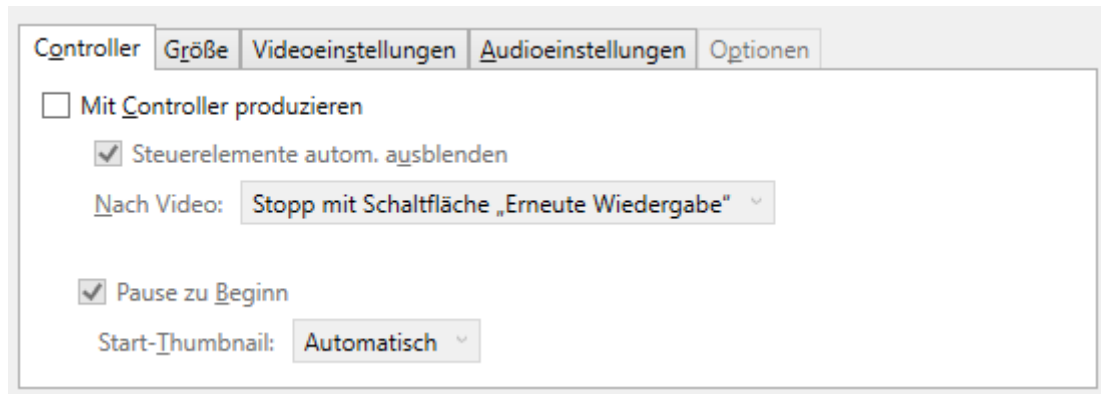 Controller Größe Videoeinstellungen Audioeinstellungen Optionen
Mit Controller produzieren
Steuerelemente autom. ausblenden
Nach Video: Stopp mit Schaltfläche „Erneute Wiedergabe“
Pause zu Beginn
Start-Thumbnail: Automatisch